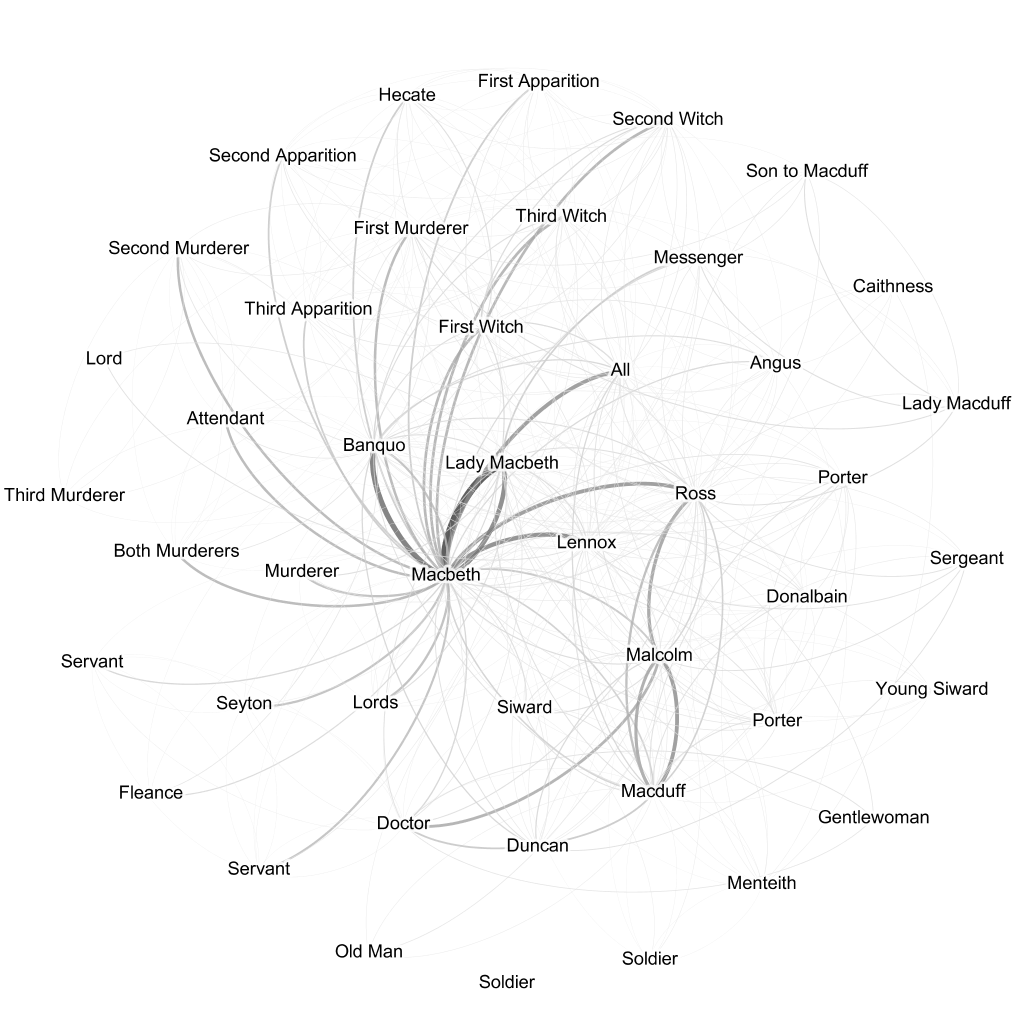 First Apparition
Hecate
Second Witch
Second Apparition
Son to Macduff
Third Witch
First Murderer
Second Murderer
Messenger
Caithness
Third Apparition
First Witch
Lord
Angus
All
Lady Macduff
Attendant
Banquo
Lady Macbeth
Porter
Ross
Third Murderer
Lennox
Both Murderers
Sergeant
Murderer
Macbeth
Donalbain
Malcolm
Servant
Young Siward
Seyton
Lords
Siward
Porter
Macduff
Fleance
Gentlewoman
Doctor
Duncan
Servant
Menteith
Old Man
Soldier
Soldier